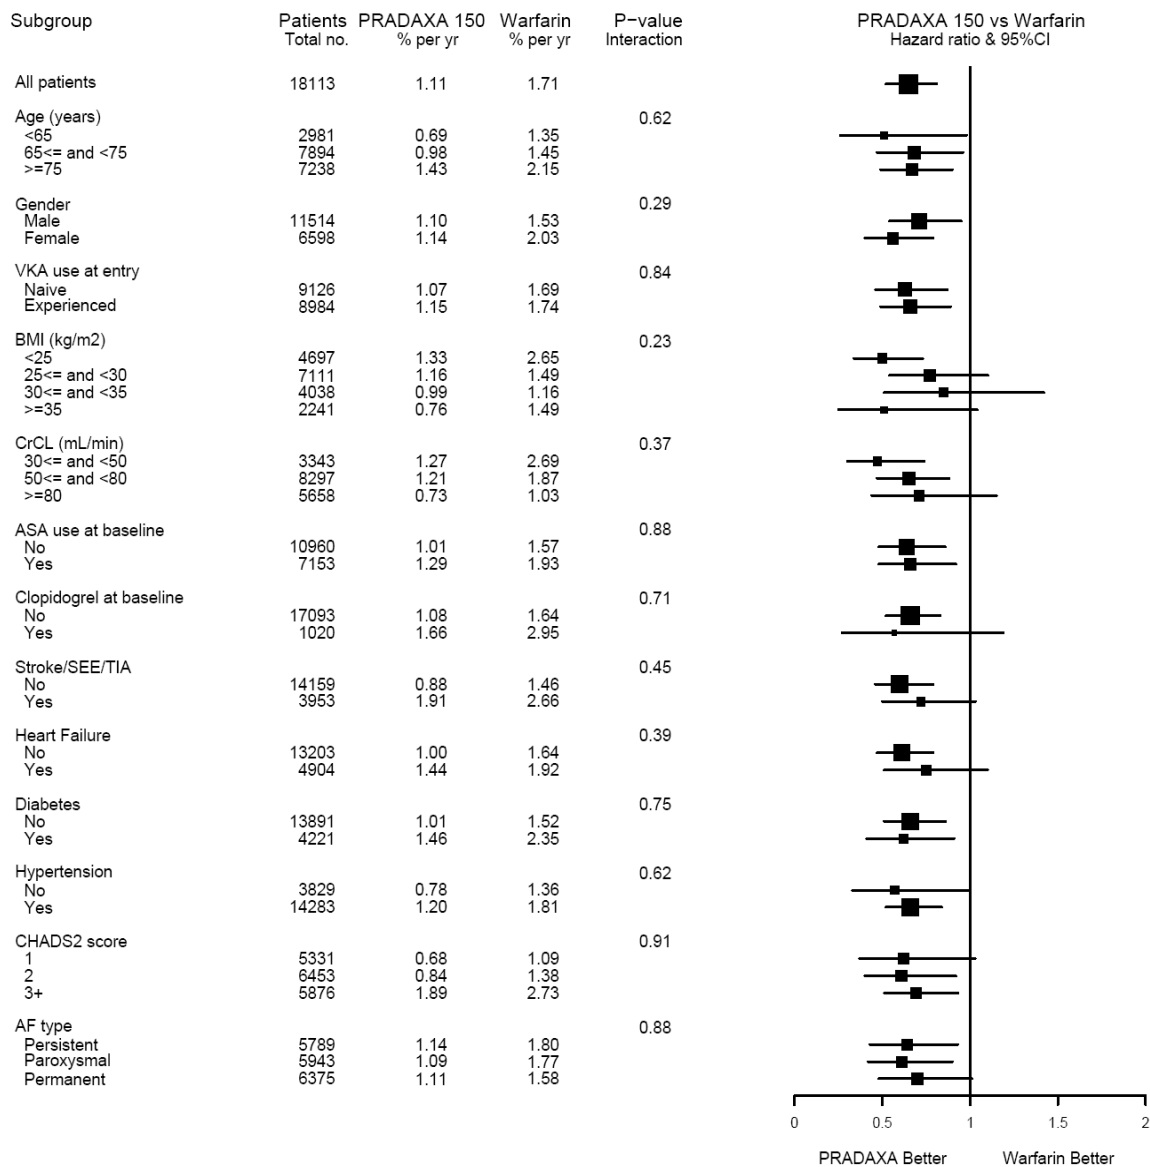 Subgroup Patients PRADAXA 150 Warfarin P−value PRADAXA 150 vs Warfarin
Total no. % per yr % per yr Interaction Hazard ratio & 95%CI
All patients 18113 1.11 1.71
Age (years) 0.62
<65 2981 0.69 1.35
65<= and <75 7894 0.98 1.45
>=75 7238 1.43 2.15
Gender 0.29
Male 11514 1.10 1.53
Female 6598 1.14 2.03
VKA use at entry 0.84
Naive 9126 1.07 1.69
Experienced 8984 1.15 1.74
BMI (kg/m2) 0.23
<25 4697 1.33 2.65
25<= and <30 7111 1.16 1.49
30<= and <35 4038 0.99 1.16
>=35 2241 0.76 1.49
CrCL (mL/min) 0.37
30<= and <50 3343 1.27 2.69
50<= and <80 8297 1.21 1.87
>=80 5658 0.73 1.03
ASA use at baseline 0.88
No 10960 1.01 1.57
Yes 7153 1.29 1.93
Clopidogrel at baseline 0.71
No 17093 1.08 1.64
Yes 1020 1.66 2.95
Stroke/SEE/TIA 0.45
No 14159 0.88 1.46
Yes 3953 1.91 2.66
Heart Failure 0.39
No 13203 1.00 1.64
Yes 4904 1.44 1.92
Diabetes 0.75
No 13891 1.01 1.52
Yes 4221 1.46 2.35
Hypertension 0.62
No 3829 0.78 1.36
Yes 14283 1.20 1.81
CHADS2 score 0.91
1 5331 0.68 1.09
2 6453 0.84 1.38
3+ 5876 1.89 2.73
AF type 0.88
Persistent 5789 1.14 1.80
Paroxysmal 5943 1.09 1.77
Permanent 6375 1.11 1.58
0 0.5 1 1.5 2
PRADAXA Better Warfarin Better